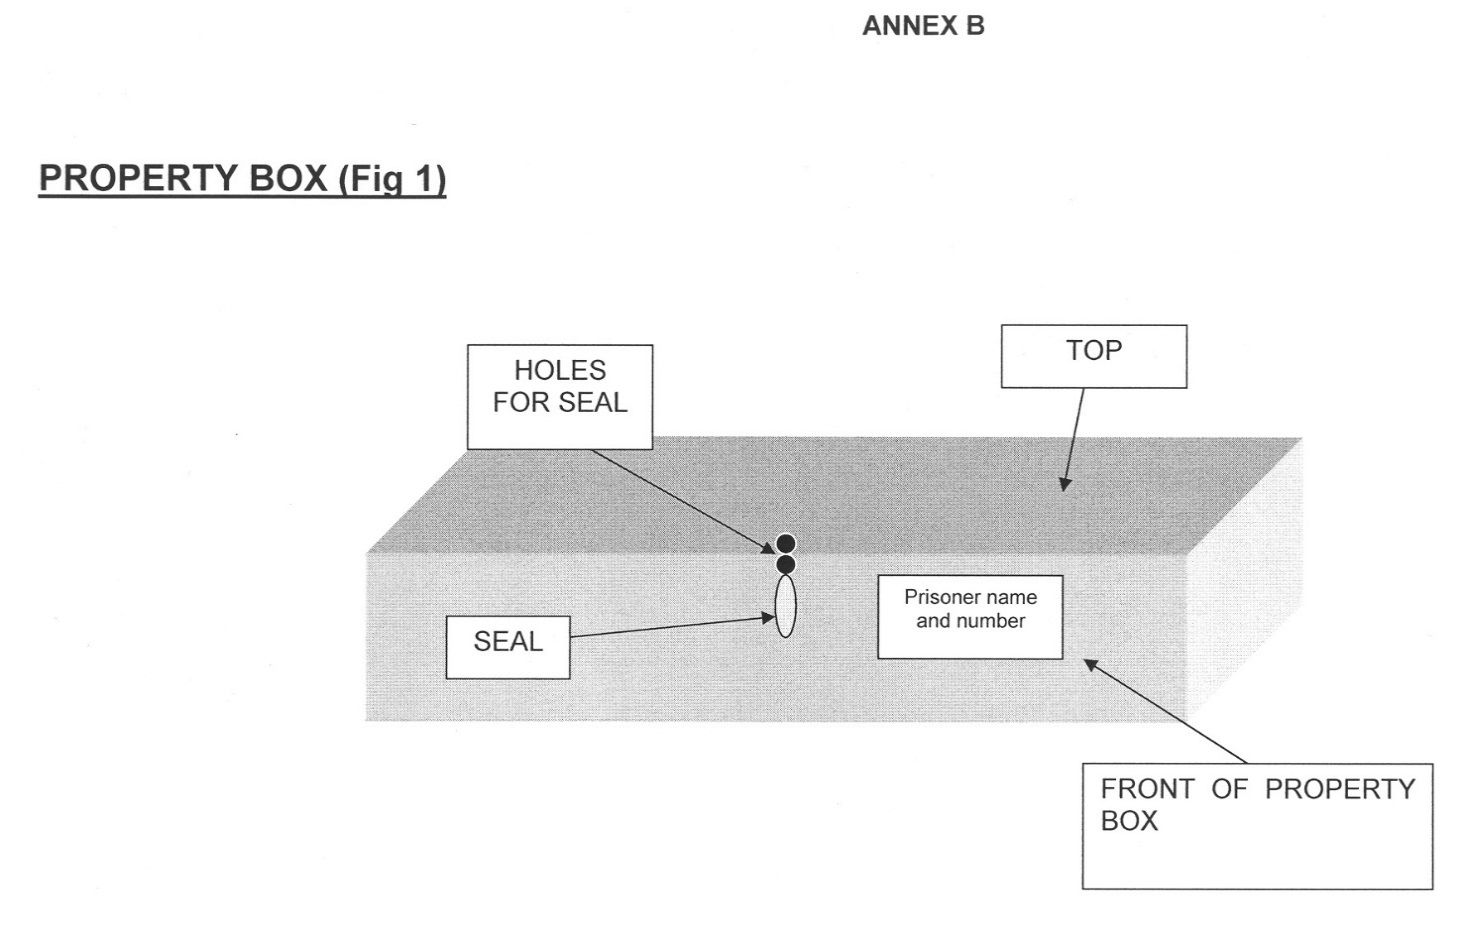 ANNEX B
PROPERTY BOX (Fig 1)
TOP
HOLES
FOR SEAL
Prisoner name
and number
SEAL
FRONT OF PROPERTY
BOX